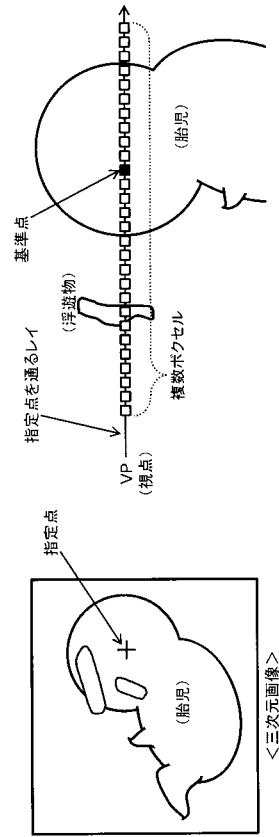 指定点
(胎児)
<三次元画像>
指定点を通るレイ
VP
(視点)
(浮遊物)
基準点
(胎児)
複数ボクセル